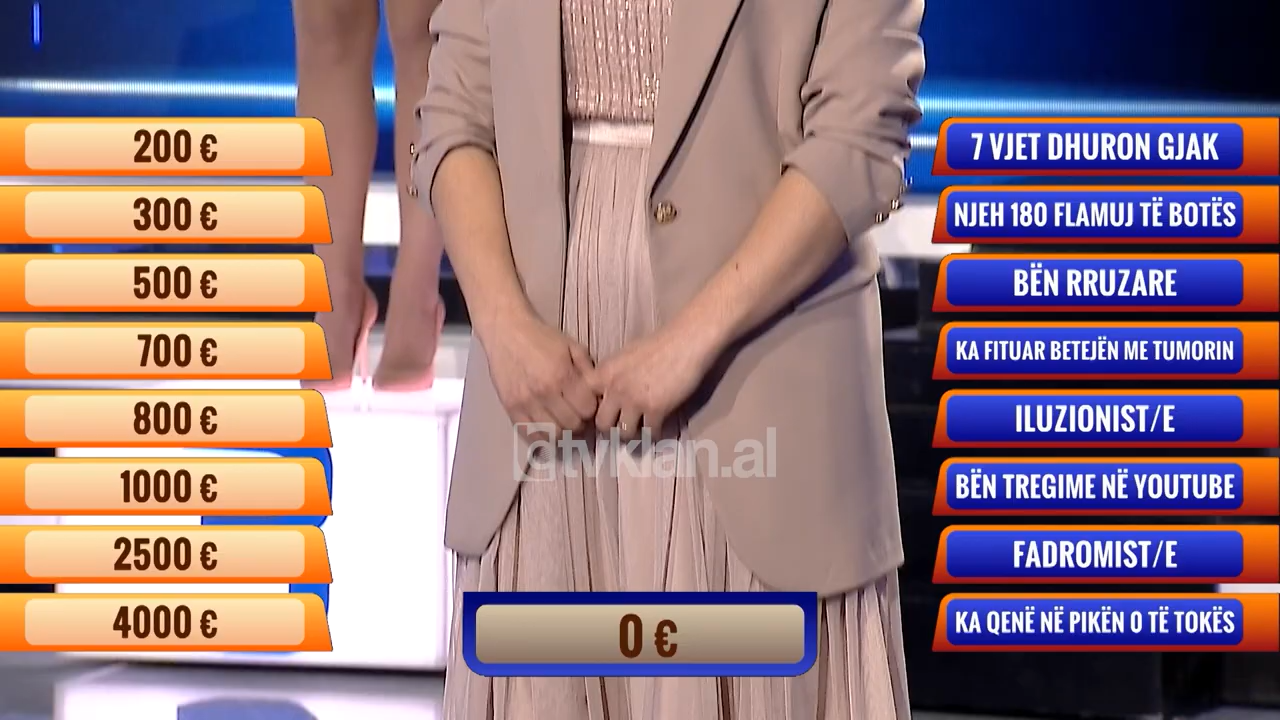 200 €
300 €
500 €
700 €
800 €
1000 €
2500 €
4000 €
7 VJET DHURON GJAK
NJEH 180 FLAMUJ TË BOTËS
BËN RRUZARE
KA FITUAR BETEJËN ME TUMORIN
ILUZIONIST/E
BËN TREGIME NË YOUTUBE
FADROMIST/E
KA QENË NË PIKËN 0 TË TOKËS
tvklan.al
0 €